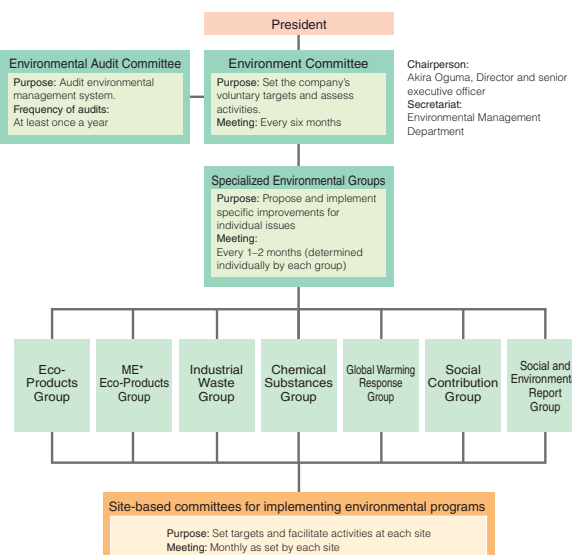 President
Environmental Audit Committee
Purpose: Audit environmental
management system.
Frequency of audits:
At least once a year
Environment Committee
Purpose: Set the company's
voluntary targets and assess
activities.
Meeting: Every six months
Chairperson:
Akira Oguma, Director and senior
executive officer
Secretariat:
Environmental Management
Department
Specialized Environmental Groups
Purpose: Propose and implement
specific improvements for
individual issues
Meeting:
Every 1–2 months (determined
individually by each group)
Eco-
Products
Group
ME*
Eco-Products
Group
Industrial
Waste
Group
Chemical
Substances
Group
Global Warming
Response
Group
Social
Contribution
Group
Social and
Environmenta
Report
Group
Site-based committees for implementing environmental programs
Purpose: Set targets and facilitate activities at each site
Meeting: Monthly as set by each site